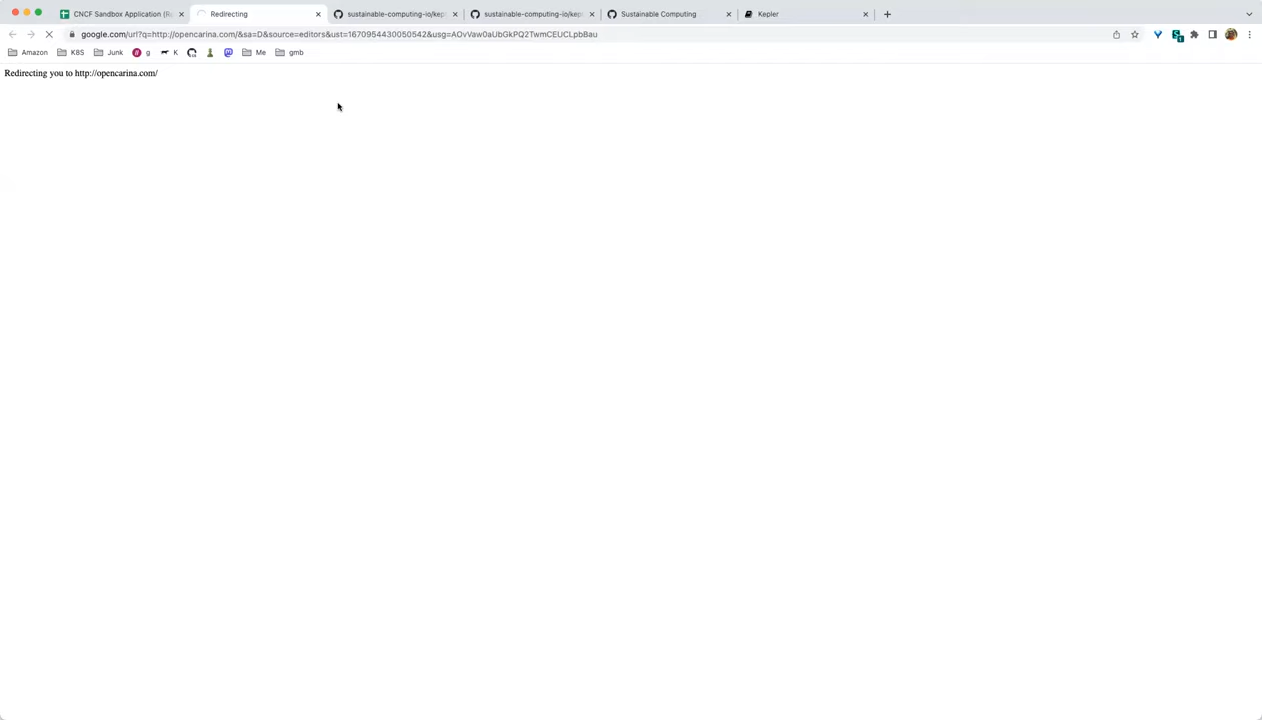 CNCF Sandbox Application (Re
Redirecting
sustainable-computing-io/kep
sustainable-computing-io/kep
Sustainable Computing
Kepler
google.com/url?q=http://opencarina.com/&sa=D&source=editors&ust=1670954430050542&usg=AOvVaw0aUbGkPQ2TwmCEUCLpbBau
Amazon K8S Junk g K Me gmb
Redirecting you to http://opencarina.com/